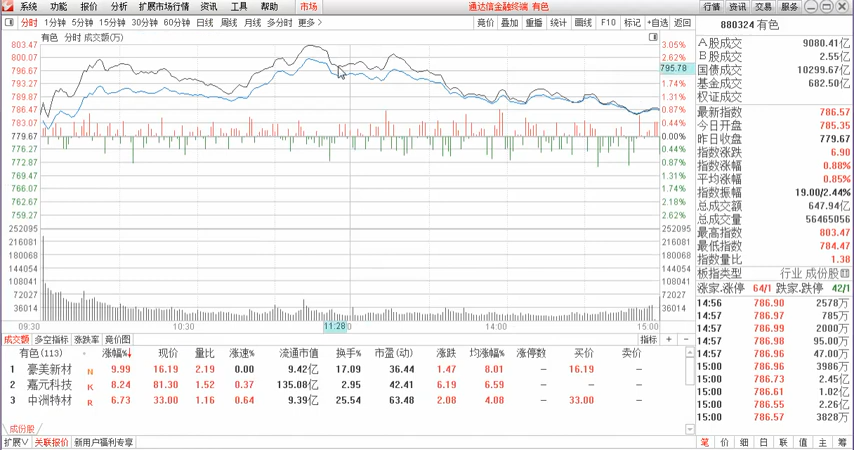 系统 功能 报价 分析 扩展市场行情 资讯 工具 帮助 市场 通达信金融终端 有色 行情 资讯 交易 服务
分时 1分钟 5分钟 15分钟 30分钟 60分钟 日线 周线 月线 多分时 更多 竞价 叠加 重播 统计 画线 F10 标记 +自选 返回
880324 有色
有色 分时 成交额(万)
803.47 3.05%
800.07 2.62%
796.67 795.78
793.27 1.74%
789.87 1.31%
786.47 0.87%
783.07 0.44%
779.67 0.00%
776.27 0.44%
772.87 0.87%
769.47 1.31%
766.07 1.74%
762.67 2.18%
759.27 2.62%
252095 252095
216081 216081
180068 180068
144054 144054
108041 108041
72027 72027
36014 36014
09:30 10:30 11:28 14:00 15:00
A股成交 9080.41亿
B股成交 2.55亿
国债成交 10299.67亿
基金成交 682.50亿
权证成交
最新指数 786.57
今日开盘 785.35
昨日收盘 779.67
指数涨跌 6.90
指数涨幅 0.88%
平均涨幅 0.85%
指数振幅 19.00/2.44%
总成交额 647.94亿
总成交量 56465056
最高指数 803.47
最低指数 784.47
指数量比 1.38
板指类型 行业 成份股
涨家.涨停 64/1 跌家.跌停 42/1
14:56 786.90 2578万
14:57 786.97 785万
14:57 786.99 2000万
14:58 786.98 95.00万
14:59 786.96 47.00万
15:00 786.96 3986万
15:00 786.73 2.45亿
15:00 786.61 1.02亿
15:00 786.55 2.26亿
15:00 786.57 3828万
成交额 多空指标 涨跌率 竞价图 指标 + -
有色(113) 涨幅%↓ 现价 量比 涨速% 流通市值 换手% 市盈(动) 涨跌 均涨幅% 涨停数 买价 卖价
1 豪美新材 N 9.99 16.19 2.19 0.00 9.42亿 17.09 36.44 1.47 8.01 — 16.19 —
2 嘉元科技 K 8.24 81.30 1.52 0.37 135.08亿 2.95 42.41 6.19 6.59 — — —
3 中洲特材 R 6.73 33.00 1.16 0.64 9.39亿 25.54 63.48 2.08 4.08 — 33.00 —
成份股
扩展∨ 关联报价 新用户福利专享 笔 价 细 日 联 值 主 筹